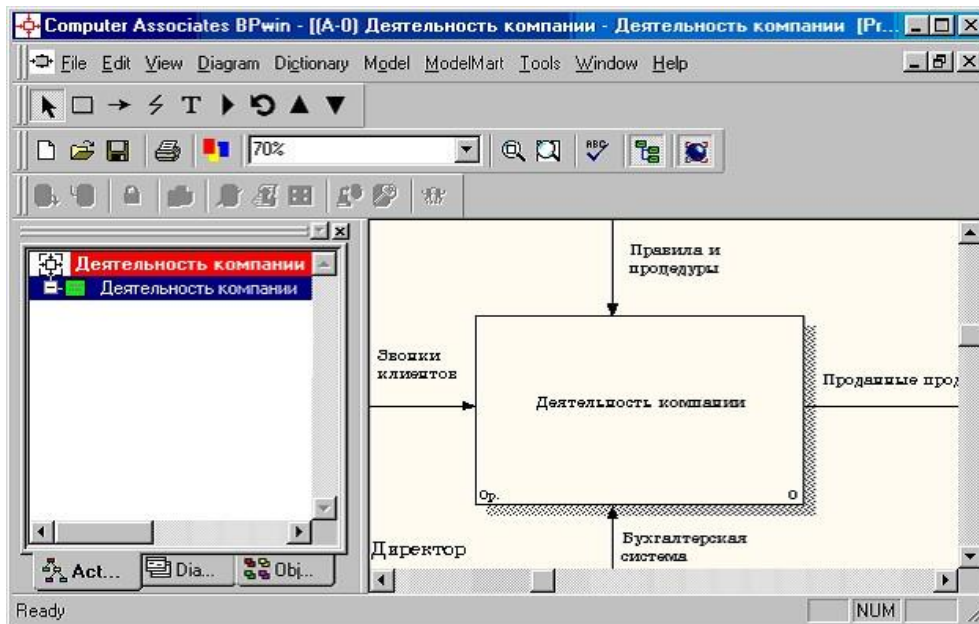 Computer Associates BPwin - [(A-0) Деятельность компании - Деятельность компании [Pr...
File Edit View Diagram Dictionary Model ModelMart Tools Window Help
T
70%
ABC
Деятельность компании
Деятельность компании
Правила и
процедуры
Звонки
клиентов
Деятельность компании
Проданные прод
0р.
0
Директор
Бухгалтерская
система
Act... Dia... Obj...
Ready
NUM